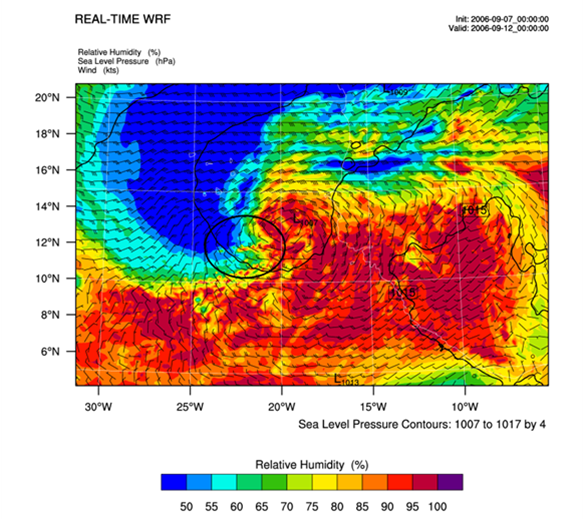 REAL-TIME WRF
Init: 2006-09-07_00:00:00
Valid: 2006-09-12_00:00:00
Relative Humidity (%)
Sea Level Pressure (hPa)
Wind (kts)
20°N
18°N
16°N
14°N
12°N
10°N
8°N
6°N
L1009
1015
L1007
1015
L1013
30°W
25°W
20°W
15°W
10°W
Sea Level Pressure Contours: 1007 to 1017 by 4
Relative Humidity (%)
50 55 60 65 70 75 80 85 90 95 100